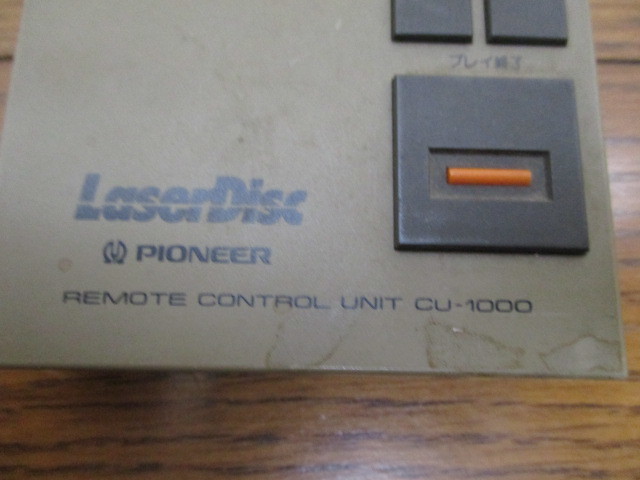 プレイ終了
LaserDisc
PIONEER
REMOTE CONTROL UNIT CU-1000